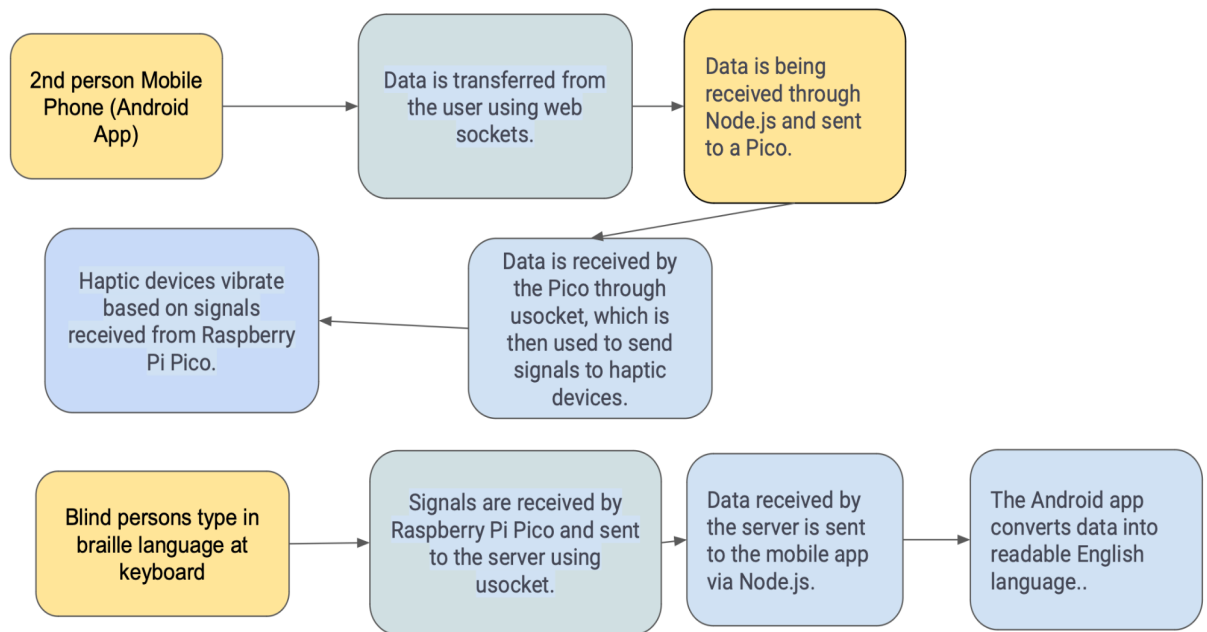 2nd person Mobile
Phone (Android
App)
Data is transferred from
the user using web
sockets.
Data is being
received through
Node.js and sent
to a Pico.
Haptic devices vibrate
based on signals
received from Raspberry
Pi Pico.
Data is received by
the Pico through
usocket, which is
then used to send
signals to haptic
devices.
Blind persons type in
braille language at
keyboard
Signals are received by
Raspberry Pi Pico and sent
to the server using
usocket.
Data received by
the server is sent
to the mobile app
via Node.js.
The Android app
converts data into
readable English
language..